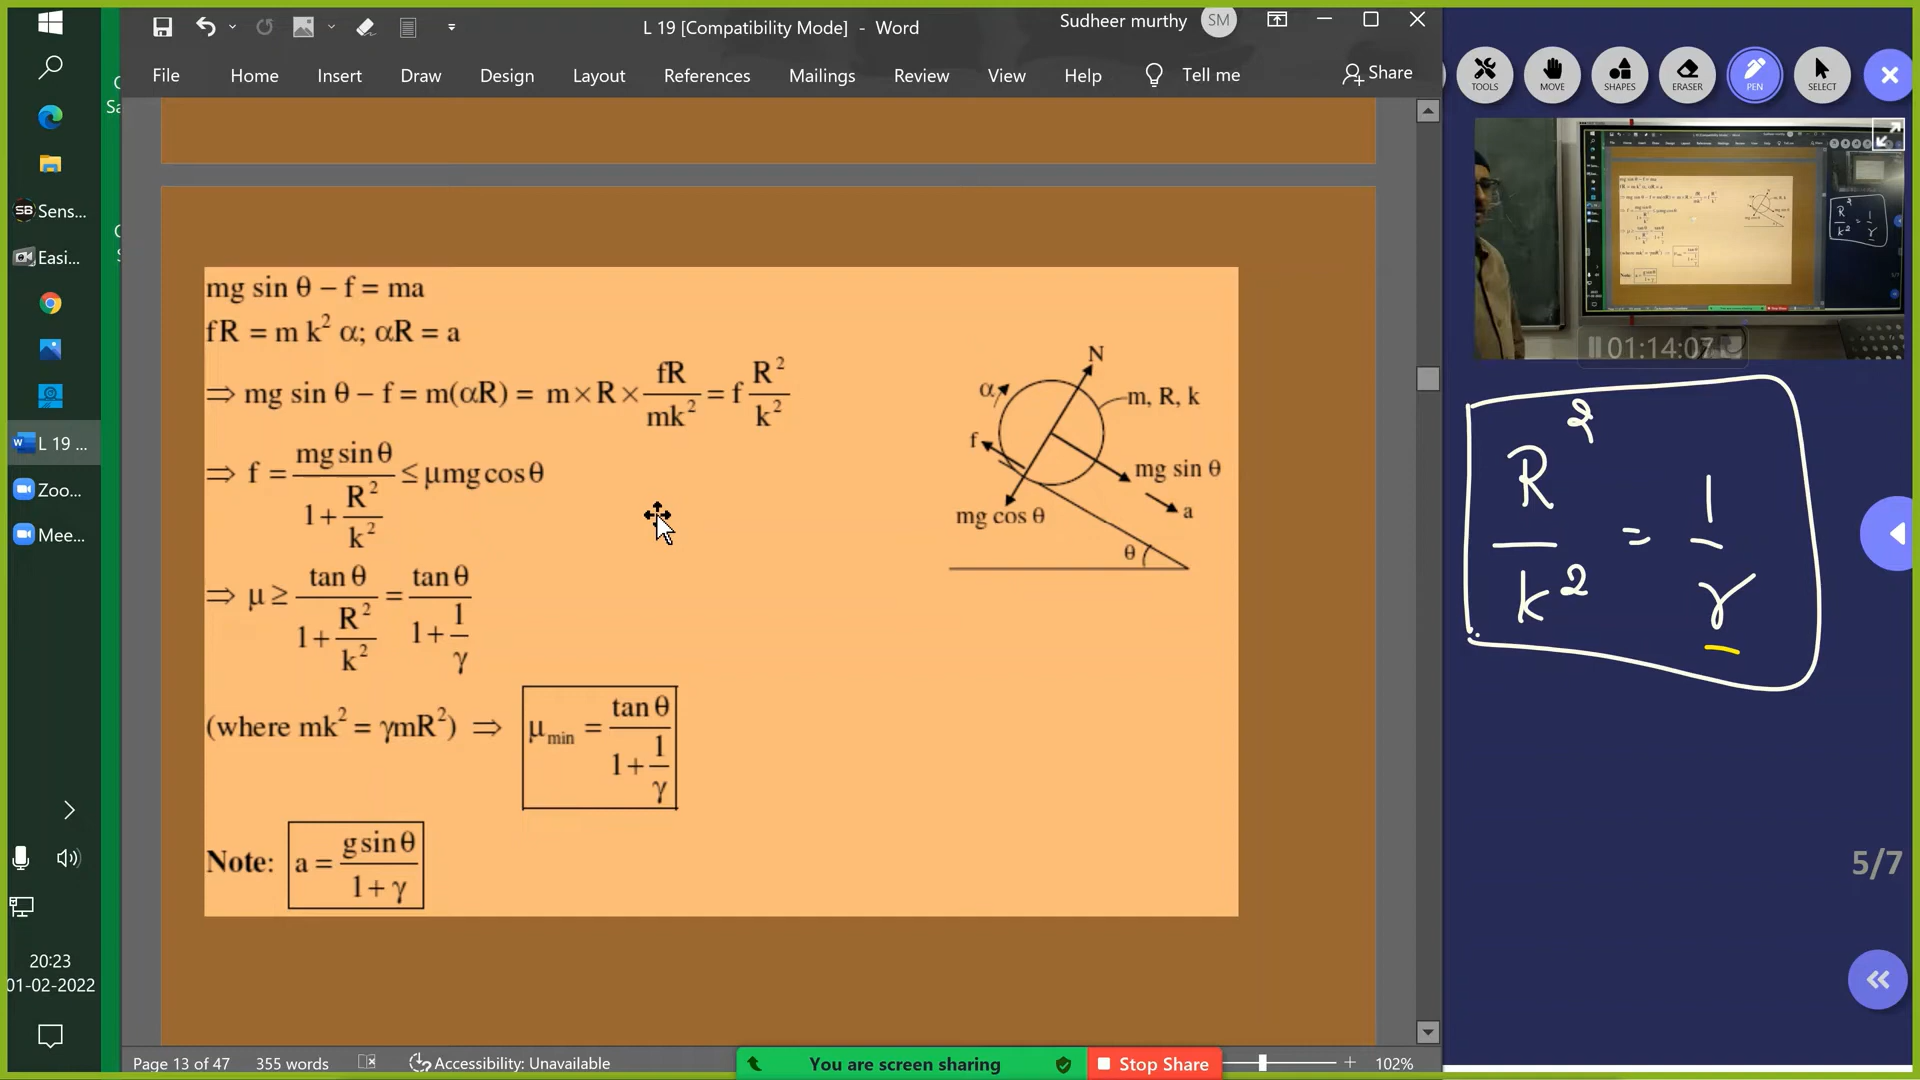 L 19 [Compatibility Mode] - Word
Sudheer murthy
SM
File Home Insert Draw Design Layout References Mailings Review View Help Tell me Share
TOOLS MOVE SHAPES ERASER PEN SELECT
SB Sens...
Easi...
L 19 ...
Zoo...
Mee...
20:23
01-02-2022
mg sin θ – f = ma
fR = m k² α; αR = a
⇒ mg sin θ – f = m(αR) = m×R× fR/mk² = f R²/k²
⇒ f = mg sin θ/(1+R²/k²) ≤ μmg cos θ
⇒ μ ≥ tan θ/(1+R²/k²) = tan θ/(1+1/γ)
(where mk² = γmR²) ⇒ μmin = tan θ/(1+1/γ)
Note: a = g sin θ/(1+γ)
N
α
m, R, k
f
mg sin θ
mg cos θ
a
θ
01:14:07
R²/k² = 1/γ
5/7
Page 13 of 47 355 words Accessibility: Unavailable You are screen sharing Stop Share 102%